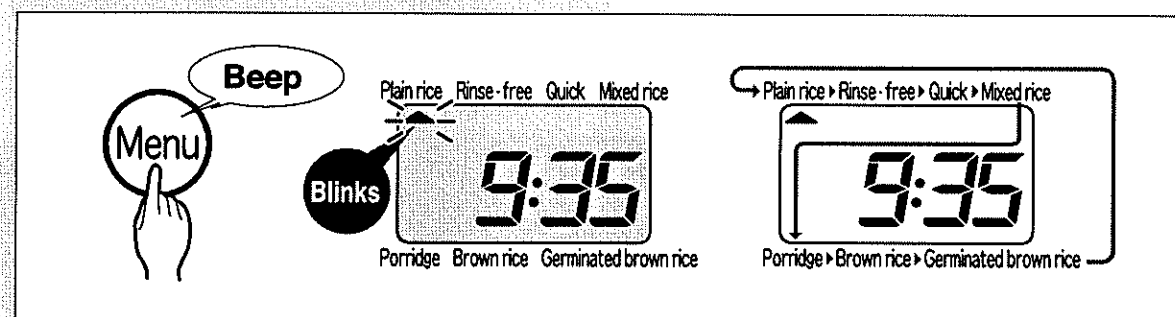 Beep
Menu
Blinks
Plain rice Rinse-free Quick Mixed rice
9:35
Porridge Brown rice Germinated brown rice
Plain rice ▸ Rinse-free ▸ Quick ▸ Mixed rice
9:35
Porridge ▸ Brown rice ▸ Germinated brown rice